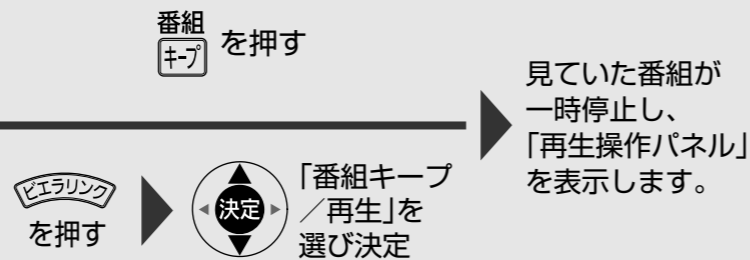 番組
キープ を押す
ビエラリンク
を押す
決定
「番組キープ
／再生」を
選び決定
見ていた番組が
一時停止し、
「再生操作パネル」
を表示します。